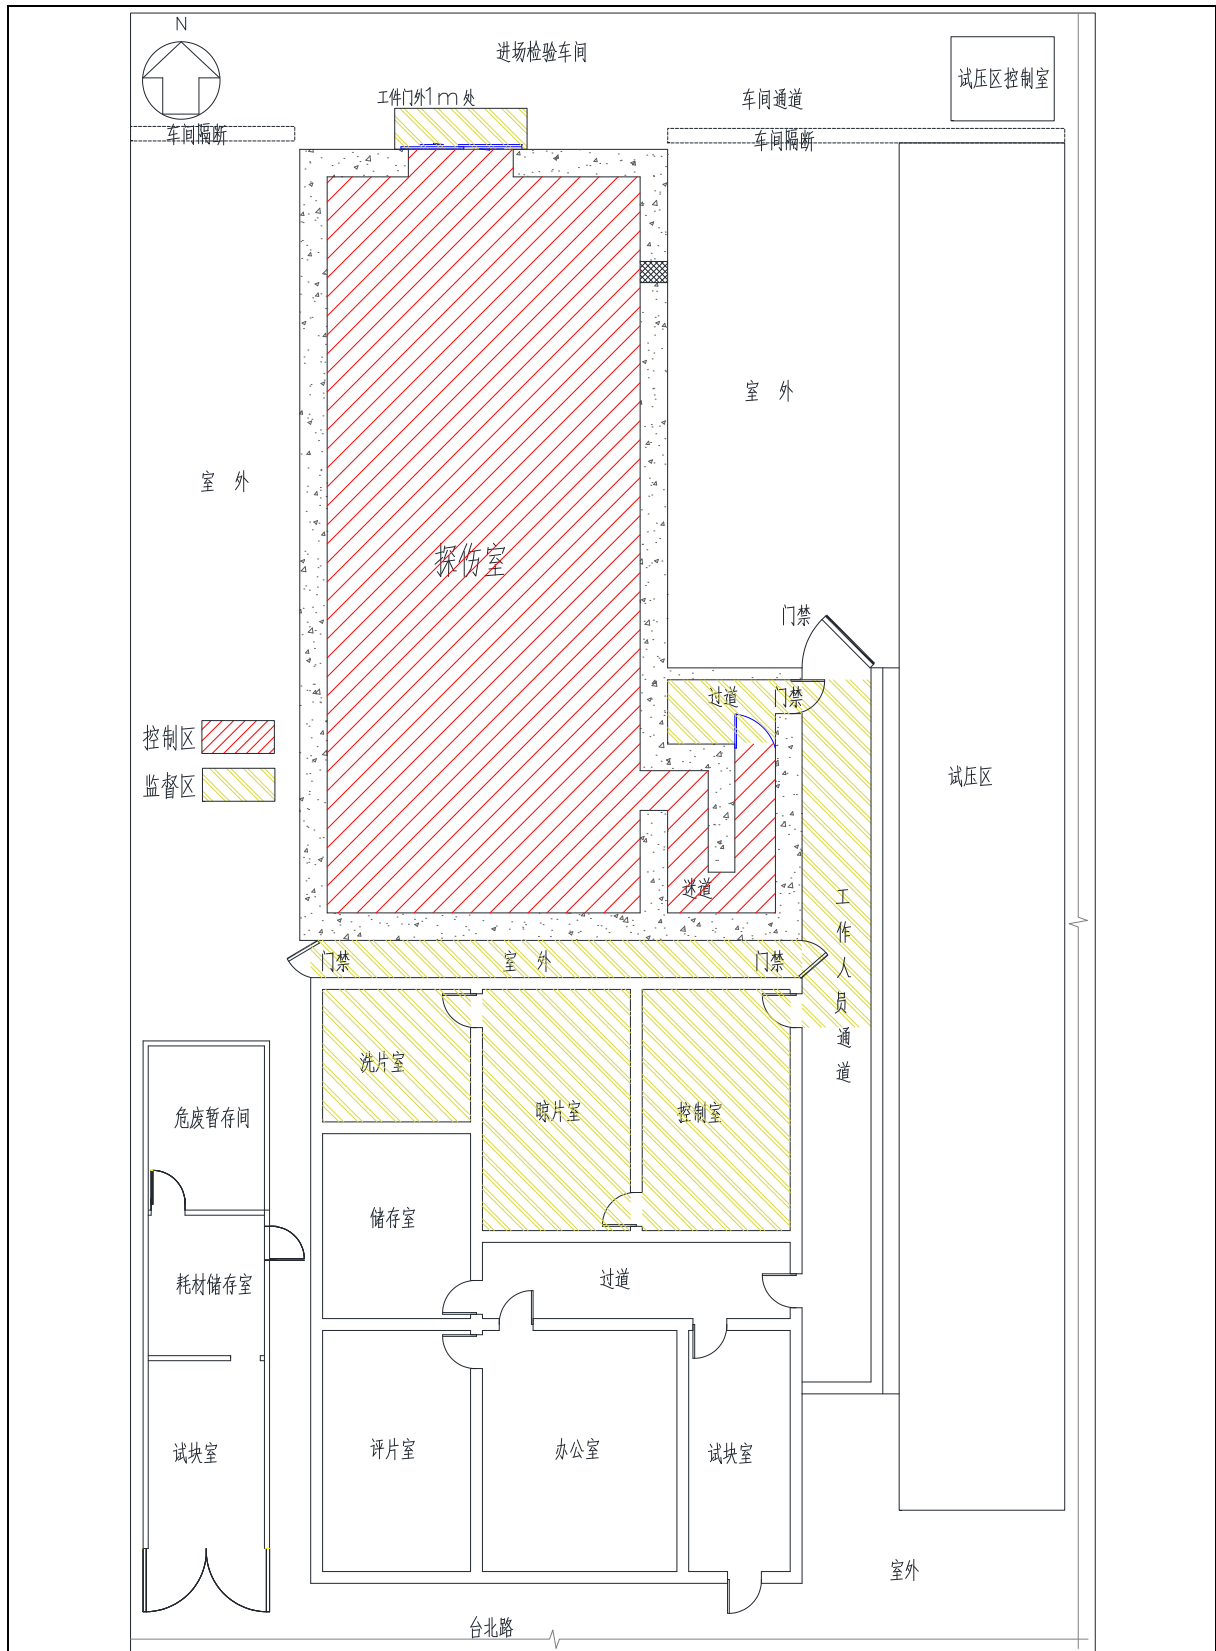 N
进场检验车间
试压区控制室
工件门外1m处
车间通道
车间隔断
车间隔断
室 外
室 外
探伤室
门禁
过道
门禁
控制区
监督区
试压区
迷道
工作人员通道
门禁
室 外
门禁
洗片室
晾片室
控制室
危废暂存间
储存室
过道
耗材储存室
评片室
办公室
试块室
试块室
室外
台北路